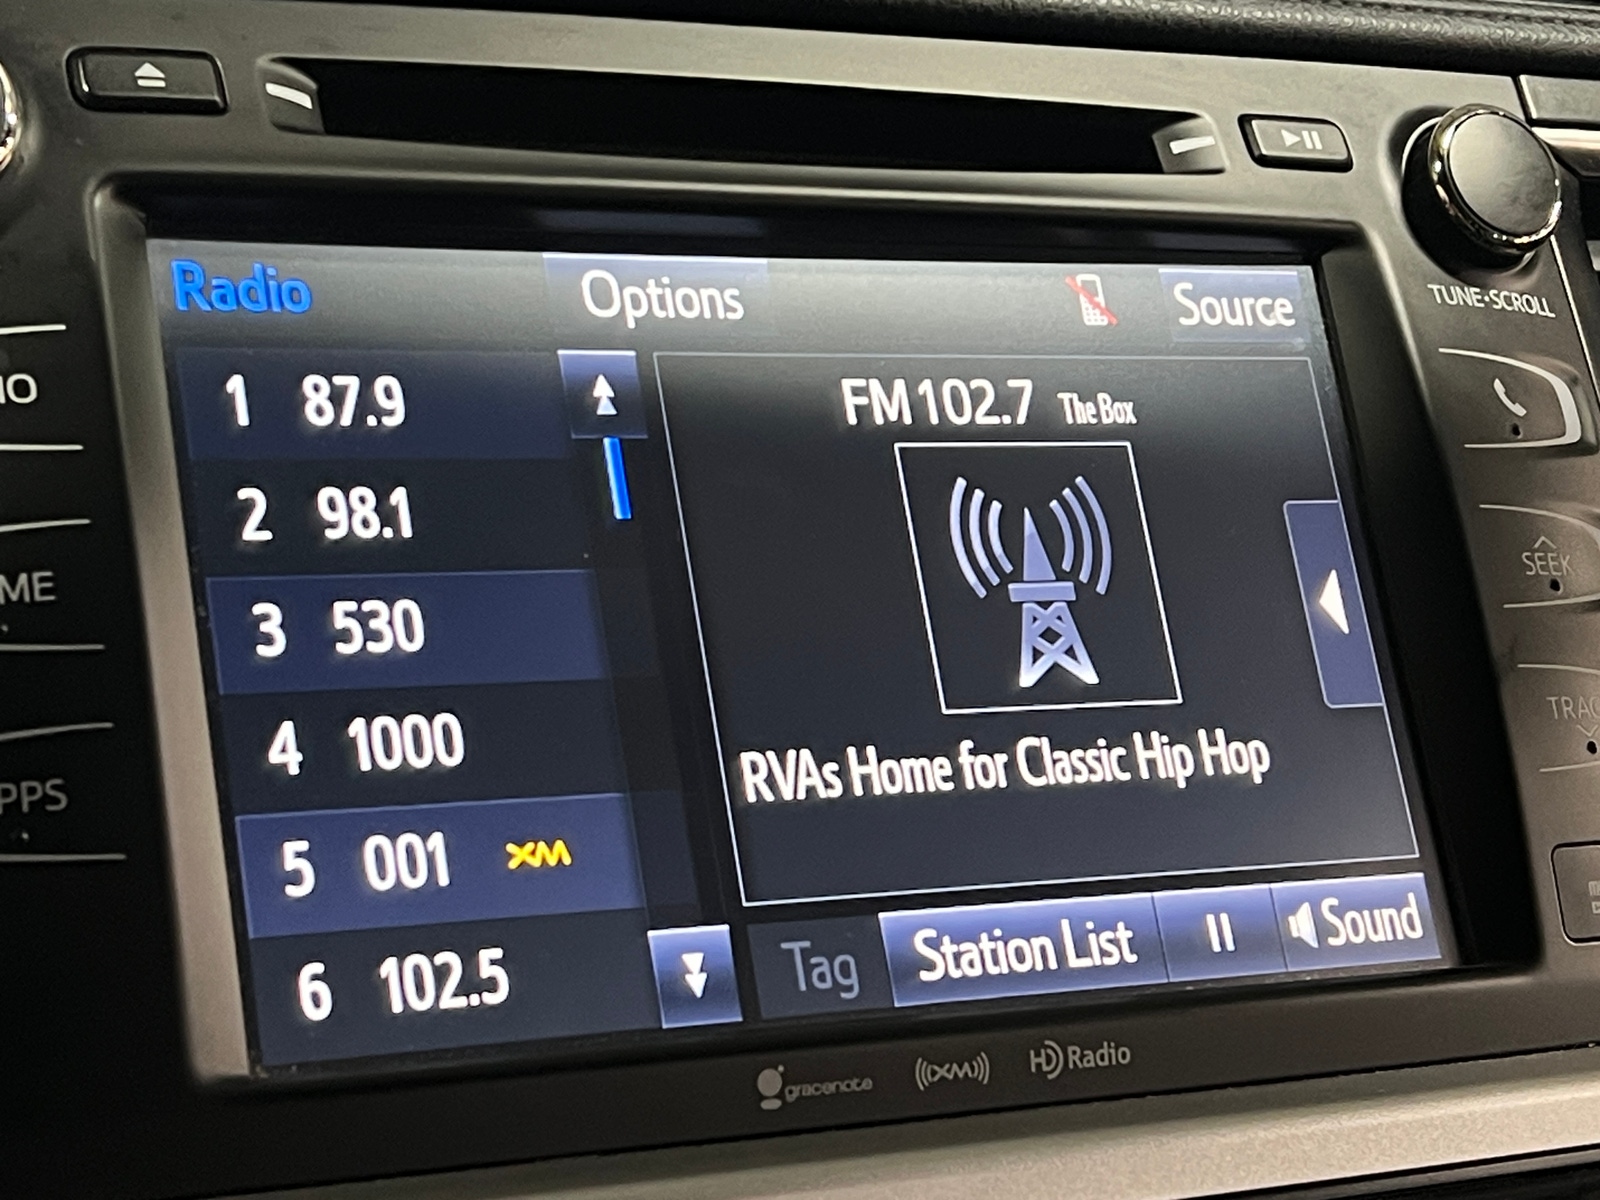 Radio
Options
Source
TUNE•SCROLL
1 87.9
2 98.1
3 530
4 1000
5 001 XM
6 102.5
FM 102.7 The Box
RVAs Home for Classic Hip Hop
SEEK
Tag
Station List
Sound
gracenote
((XM))
HD Radio